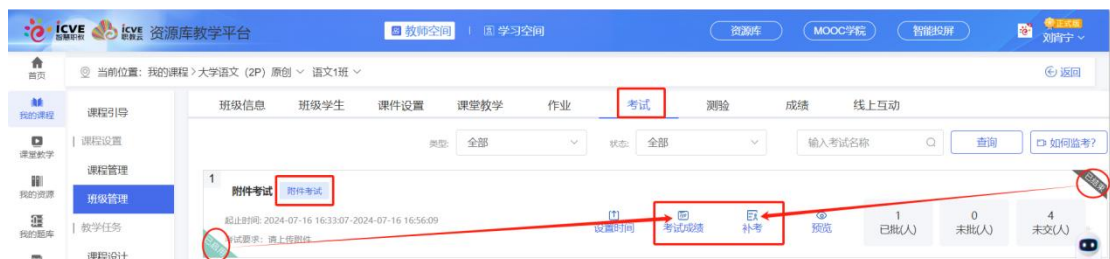 icve 智慧职教 icve 职教云 资源库教学平台 教师空间 学习空间 资源库 MOOC学院 智能投屏 正式版 刘尚宁
首页 当前位置：我的课程 > 大学语文（2P）原创 语文1班 返回
我的课程 课程引导 班级信息 班级学生 课件设置 课堂教学 作业 考试 测验 成绩 线上互动
课堂教学 课程设置 类型: 全部 状态: 全部 输入考试名称 查询 如何监考?
我的资源 课程管理
班级管理 1 附件考试 附件考试 已结束
我的题库 教学任务 起止时间: 2024-07-16 16:33:07-2024-07-16 16:56:09 设置时间 考试成绩 补考 预览 1 已批(人) 0 未批(人) 4 未交(人)
考试要求：请上传附件
课程设计